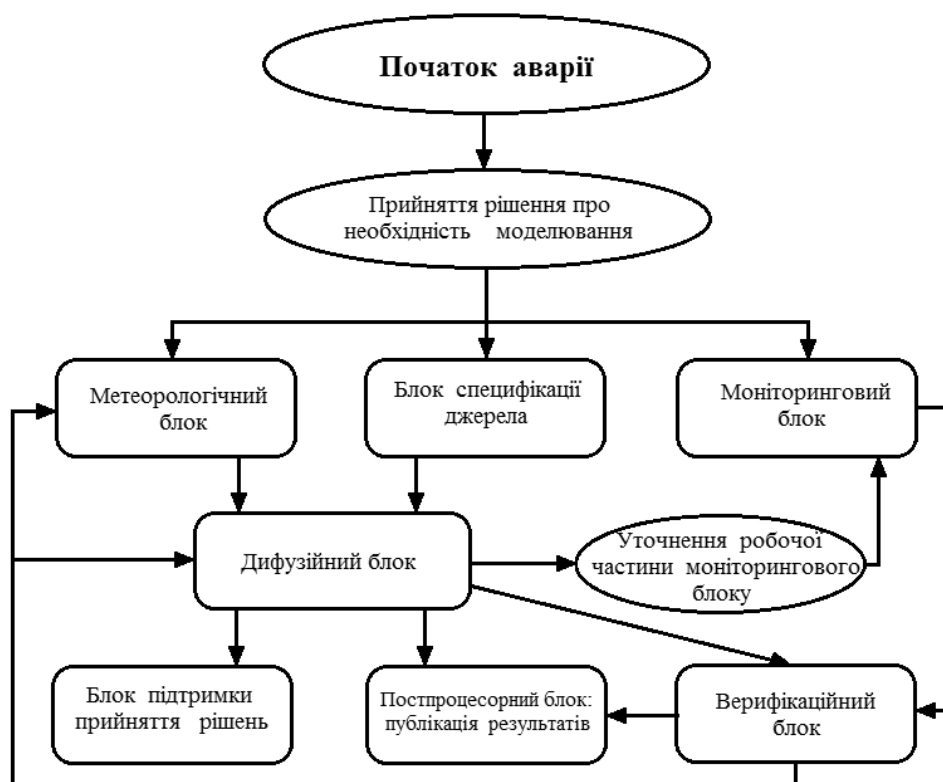 Початок аварії
Прийняття рішення про
необхідність моделювання
Метеорологічний
блок
Блок специфікації
джерела
Моніторинговий
блок
Дифузійний блок
Уточнення робочої
частини моніторингового
блоку
Блок підтримки
прийняття рішень
Постпроцесорний блок:
публікація результатів
Верифікаційний
блок